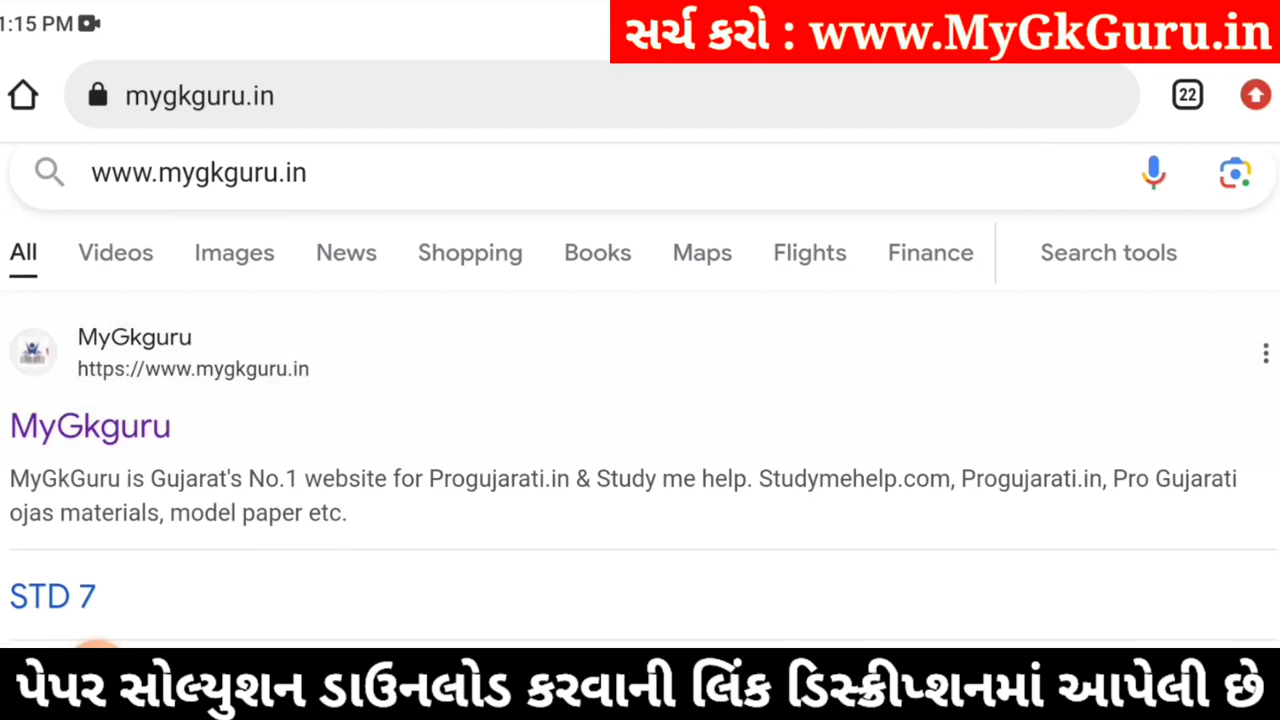 1:15 PM
સર્ચ કરો : www.MyGkGuru.in
mygkguru.in
22
www.mygkguru.in
All Videos Images News Shopping Books Maps Flights Finance Search tools
MyGkguru
https://www.mygkguru.in
MyGkguru
MyGkGuru is Gujarat's No.1 website for Progujarati.in & Study me help. Studymehelp.com, Progujarati.in, Pro Gujarati
ojas materials, model paper etc.
STD 7
પેપર સોલ્યુશન ડાઉનલોડ કરવાની લિંક ડિસ્ક્રીપ્શનમાં આપેલી છે